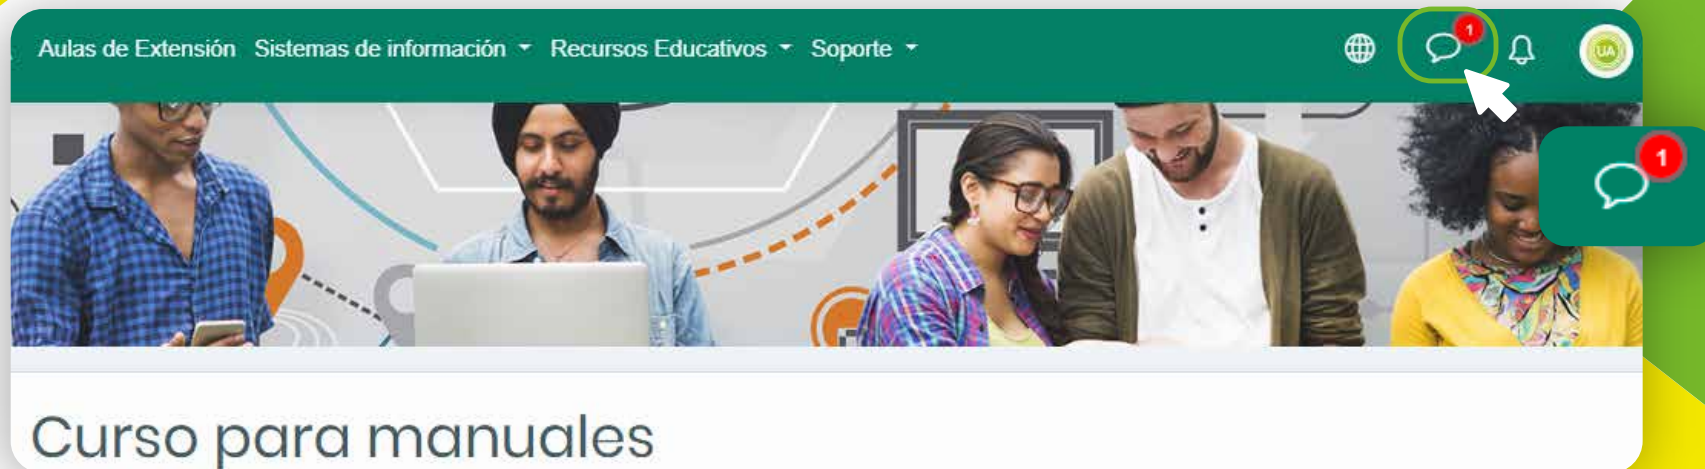 Aulas de Extensión Sistemas de información Recursos Educativos Soporte 1 UA
1
Curso para manuales